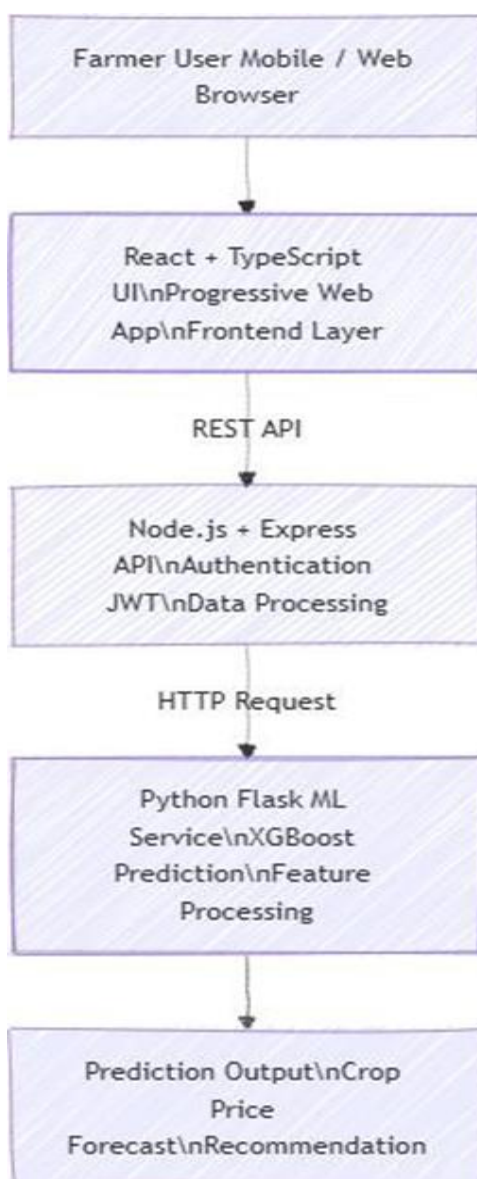 Farmer User Mobile / Web
Browser
React + TypeScript
UI\nProgressive Web
App\nFrontend Layer
REST API
Node.js + Express
API\nAuthentication
JWT\nData Processing
HTTP Request
Python Flask ML
Service\nXGBoost
Prediction\nFeature
Processing
Prediction Output\nCrop
Price
Forecast\nRecommendation